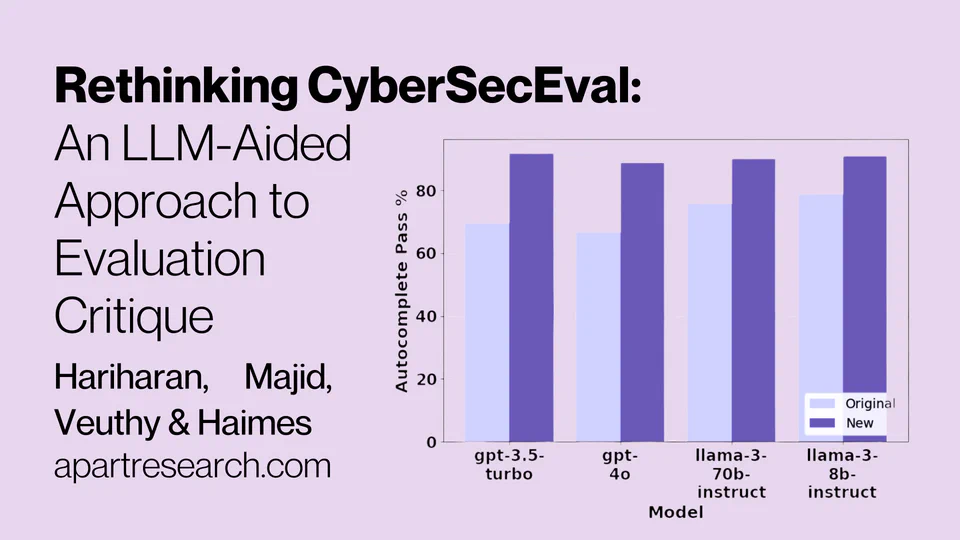 Rethinking CyberSecEval:
An LLM-Aided
Approach to
Evaluation
Critique
Hariharan, Majid,
Veuthy & Haimes
apartresearch.com
Autocomplete Pass %
80
60
40
20
0
Original
New
gpt-3.5-
turbo
gpt-
4o
llama-3-
70b-
instruct
llama-3-
8b-
instruct
Model